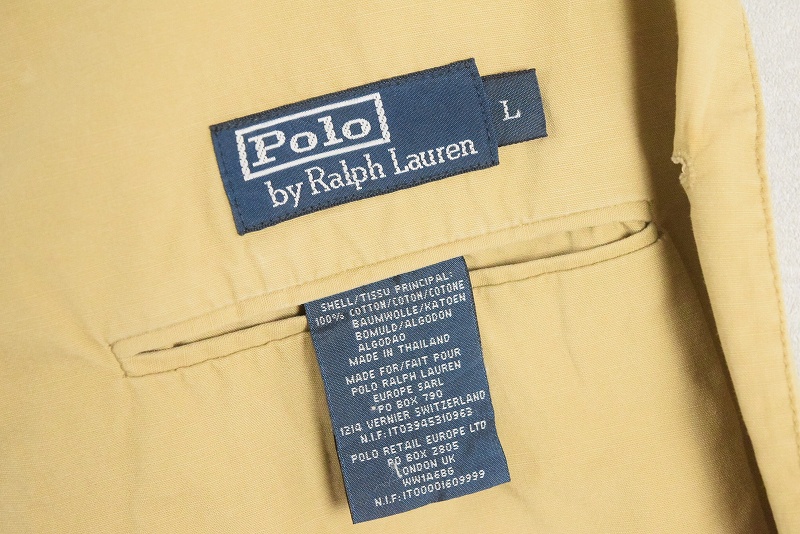 Polo
by Ralph Lauren
L
SHELL/TISSU PRINCIPAL:
100% COTTON/COTON/COTONE
BAUMWOLLE/KATOEN
BOMULD/ALGODON
ALGODAO
MADE IN THAILAND
MADE FOR/FAIT POUR
POLO RALPH LAUREN
EUROPE SARL
*PO BOX 790
1214 VERNIER SWITZERLAND
N.I.F:IT03945310963
POLO RETAIL EUROPE LTD
PO BOX 2805
LONDON UK
WW1A6BG
N.I.F:IT00001609999